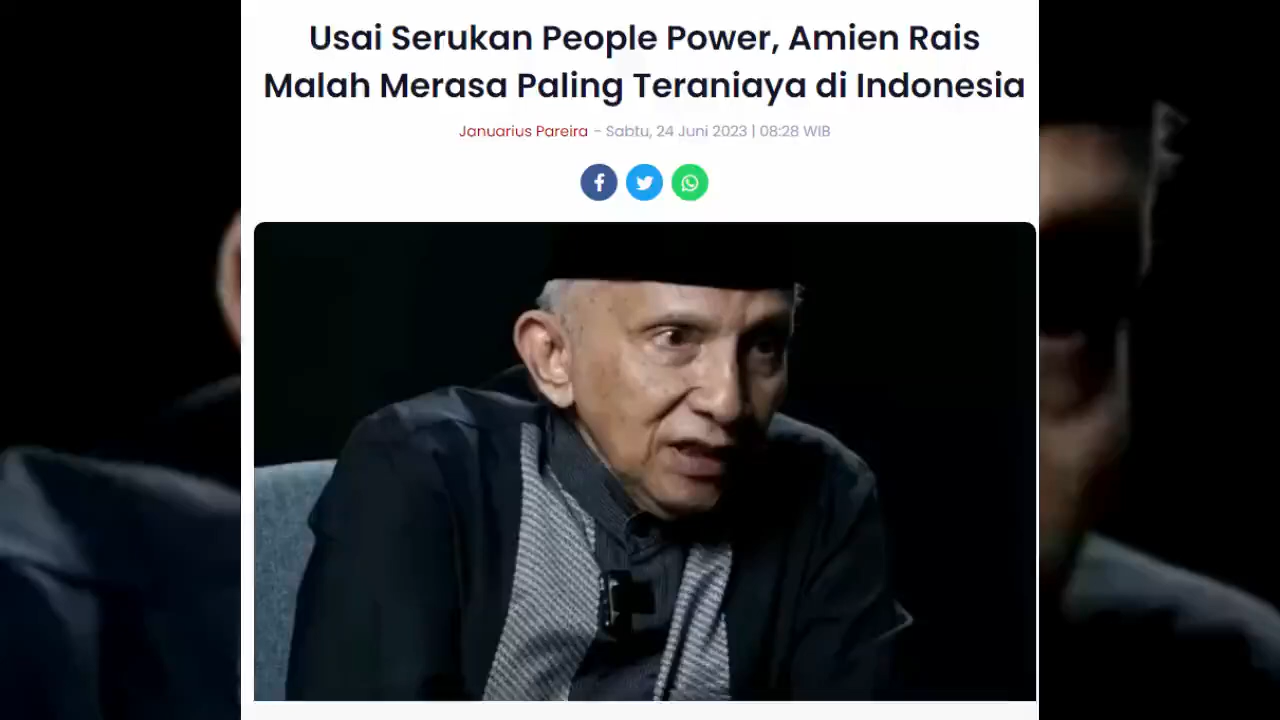 Usai Serukan People Power, Amien Rais
Malah Merasa Paling Teraniaya di Indonesia
Januarius Pareira - Sabtu, 24 Juni 2023 | 08:28 WIB